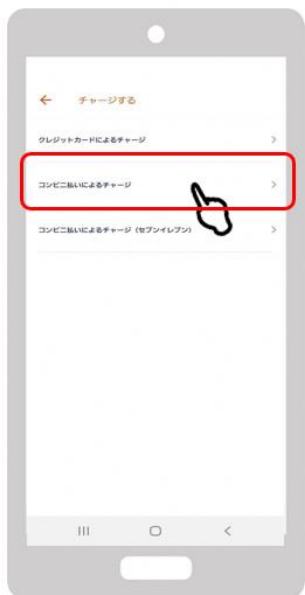 チャージする
クレジットカードによるチャージ
コンビニ払いによるチャージ
コンビニ払いによるチャージ（セブンイレブン）